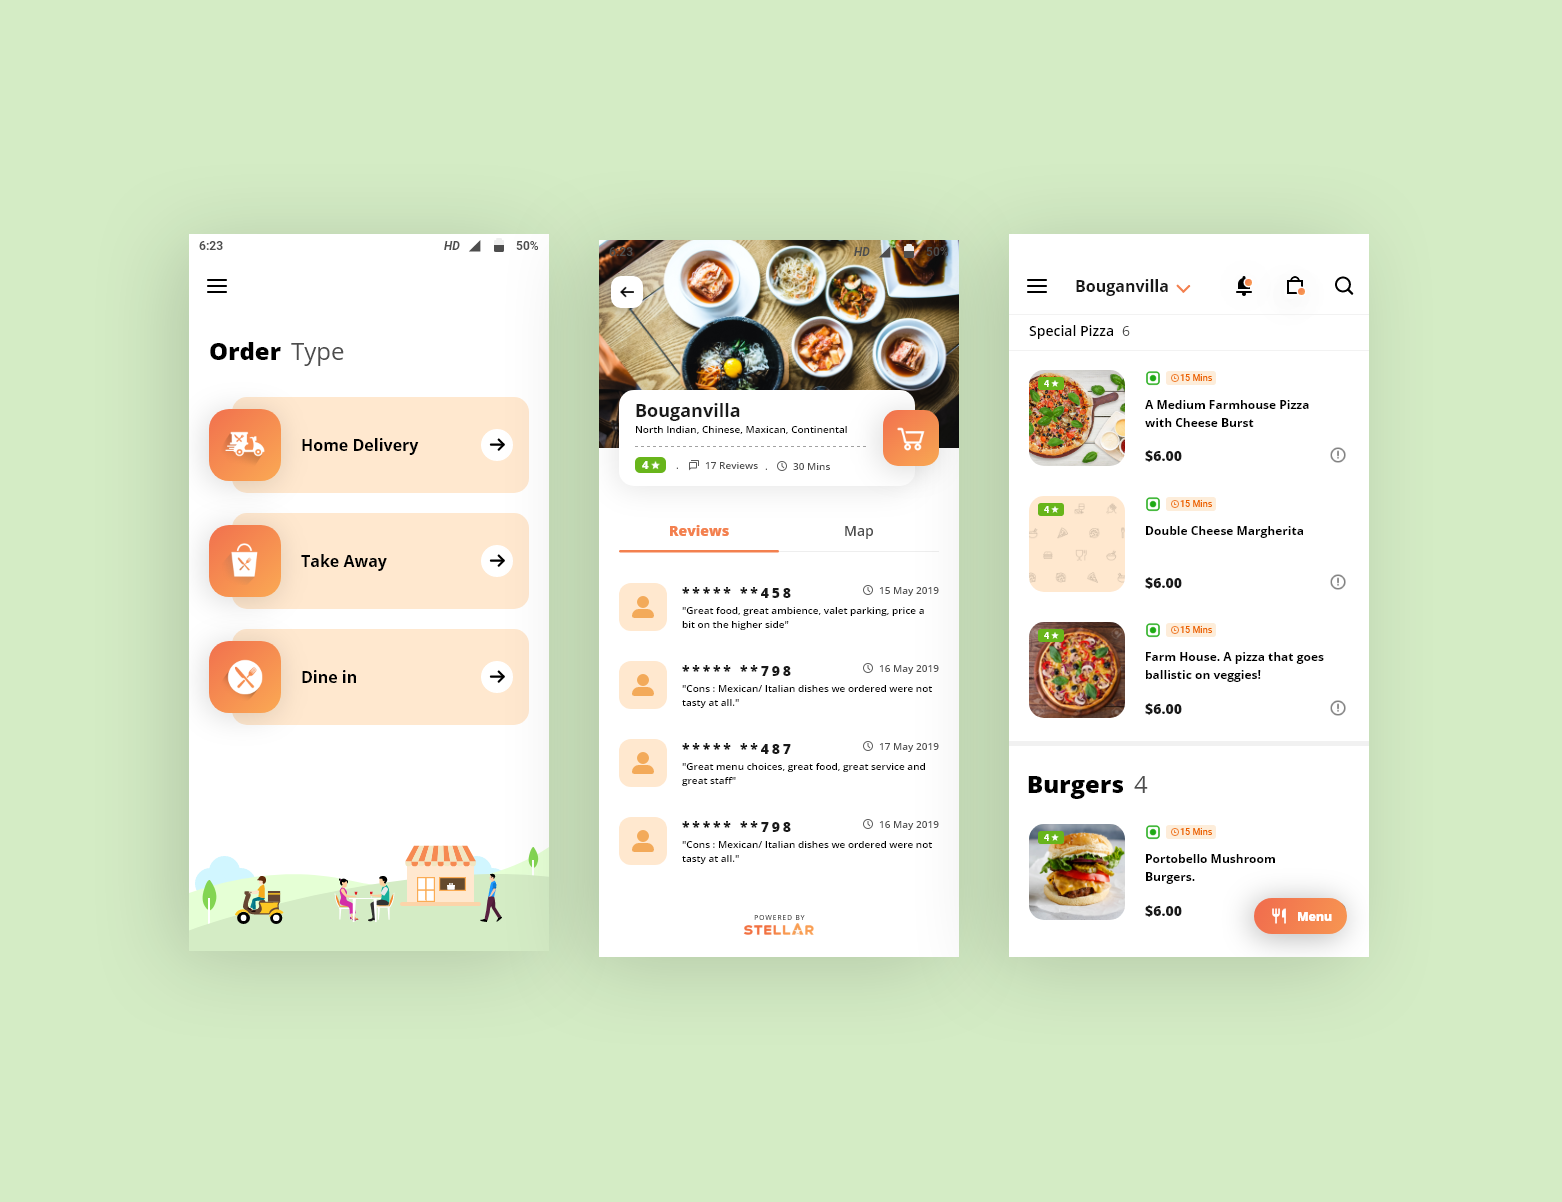 6:23 HD 50%
Order Type
Home Delivery
Take Away
Dine in
6:23 HD 50%
Bouganvilla
North Indian, Chinese, Maxican, Continental
4 . 17 Reviews . 30 Mins
Reviews Map
***** **458 15 May 2019
"Great food, great ambience, valet parking, price a
bit on the higher side"
***** **798 16 May 2019
"Cons : Mexican/ Italian dishes we ordered were not
tasty at all."
***** **487 17 May 2019
"Great menu choices, great food, great service and
great staff"
***** **798 16 May 2019
"Cons : Mexican/ Italian dishes we ordered were not
tasty at all."
POWERED BY
STELLAR
Bouganvilla
Special Pizza 6
4 15 Mins
A Medium Farmhouse Pizza
with Cheese Burst
$6.00
4 15 Mins
Double Cheese Margherita
$6.00
4 15 Mins
Farm House. A pizza that goes
ballistic on veggies!
$6.00
Burgers 4
4 15 Mins
Portobello Mushroom
Burgers.
$6.00
Menu